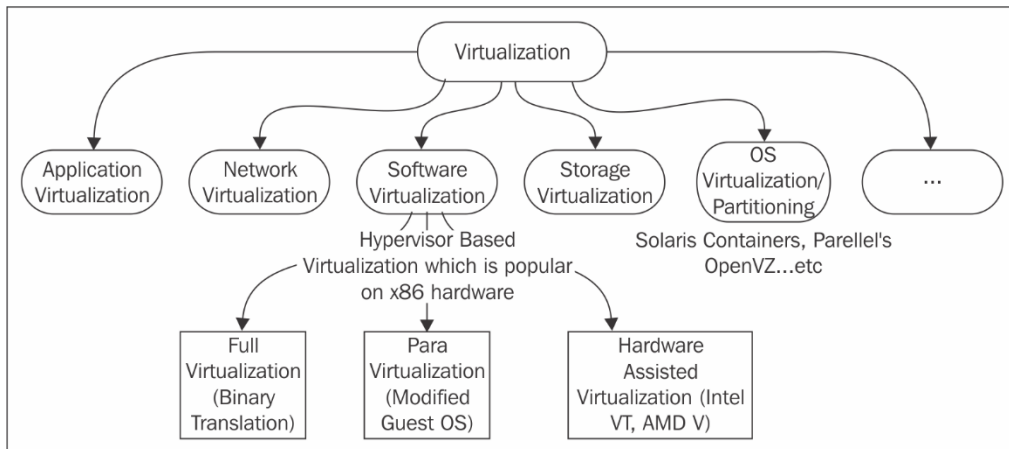 Virtualization
Application
Virtualization
Network
Virtualization
Software
Virtualization
Storage
Virtualization
OS
Virtualization/
Partitioning
...
Hypervisor Based
Virtualization which is popular
on x86 hardware
Solaris Containers, Parellel's
OpenVZ...etc
Full
Virtualization
(Binary
Translation)
Para
Virtualization
(Modified
Guest OS)
Hardware
Assisted
Virtualization (Intel
VT, AMD V)